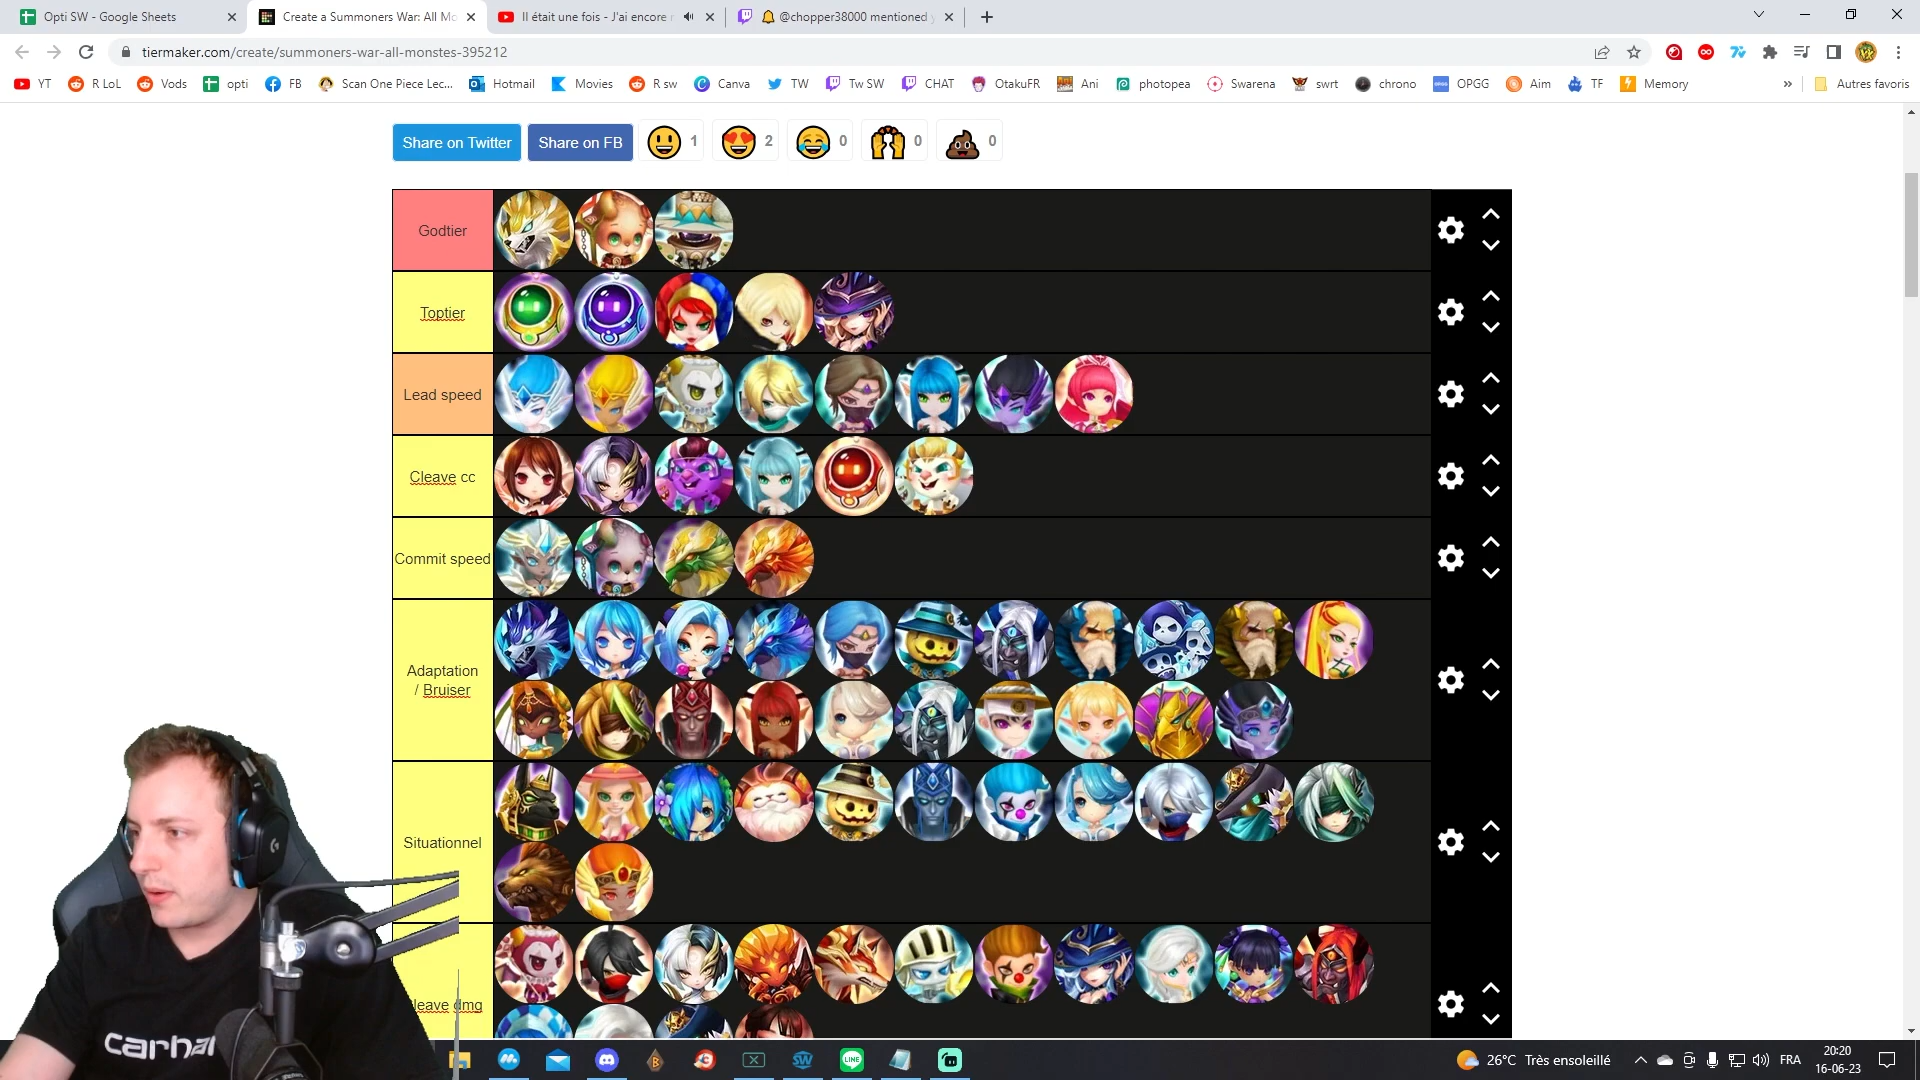 Opti SW - Google Sheets
Create a Summoners War: All Mo
Il était une fois - J'ai encore r
@chopper38000 mentioned y
tiermaker.com/create/summoners-war-all-monstes-395212
YT
R LoL
Vods
opti
FB
Scan One Piece Lec...
Hotmail
Movies
R sw
Canva
TW
Tw SW
CHAT
OtakuFR
Ani
photopea
Swarena
swrt
chrono
OPGG
Aim
TF
Memory
»
Autres favoris
Share on Twitter
Share on FB
1
2
0
0
0
Godtier
Toptier
Lead speed
Cleave cc
Commit speed
Adaptation
/ Bruiser
Situationnel
leave dmg
carha
26°C Très ensoleillé
FRA
20:20
16-06-23